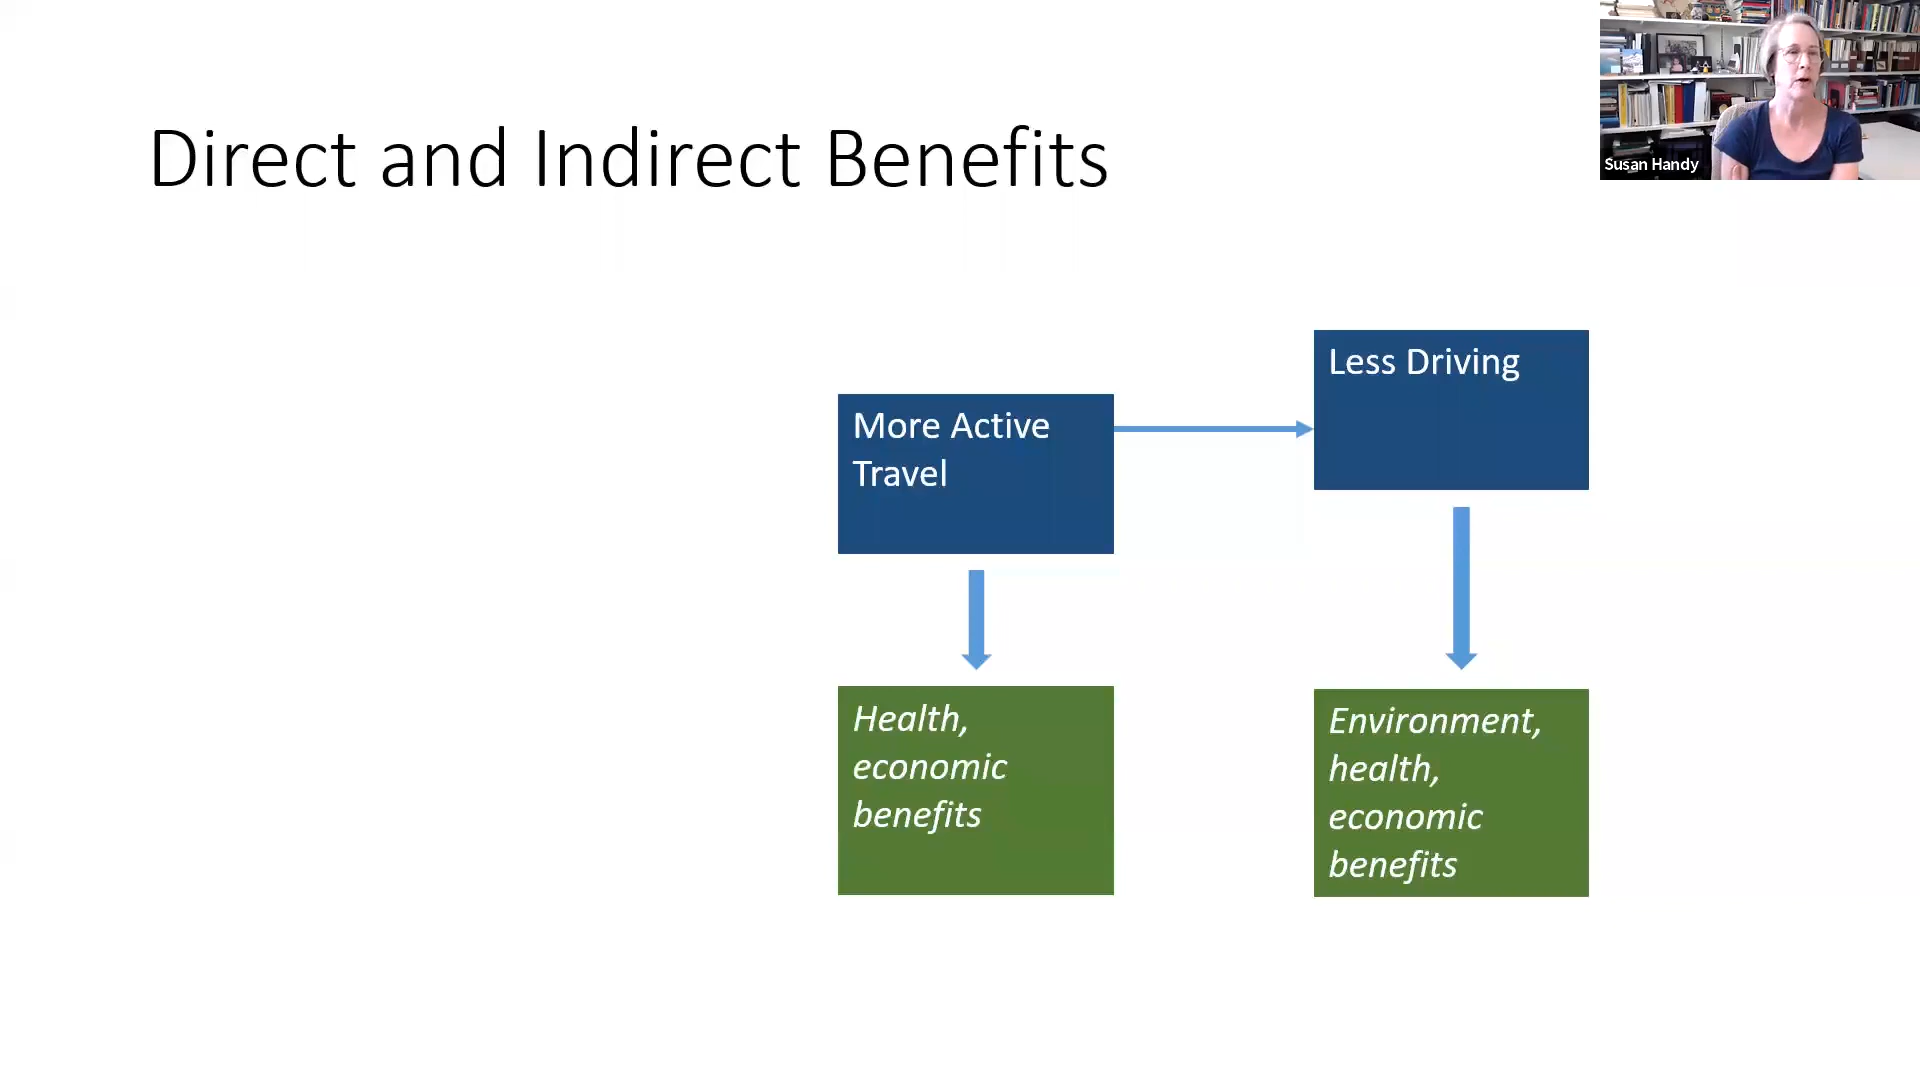 Direct and Indirect Benefits
Susan Handy
Less Driving
More Active
Travel
Health,
economic
benefits
Environment,
health,
economic
benefits